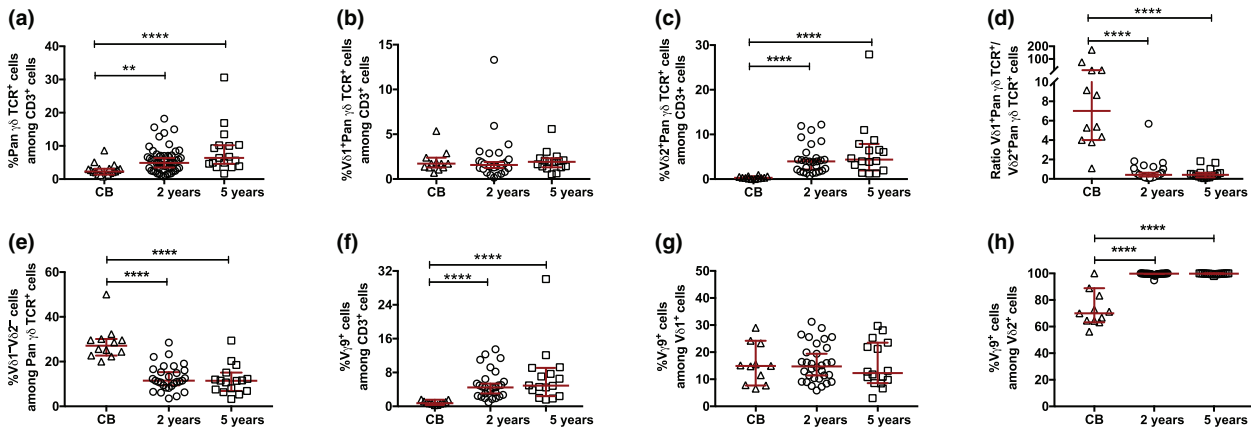 (a)
%Pan γδ TCR⁺ cells
among CD3⁺ cells
40
30
20
10
0
****
**
CB
2 years
5 years
(b)
%Vδ1⁺Pan γδ TCR⁺ cells
among CD3⁺ cells
15
10
5
0
CB
2 years
5 years
(c)
%Vδ2⁺Pan γδ TCR⁺ cells
among CD3+ cells
30
20
10
0
****
****
CB
2 years
5 years
(d)
Ratio Vδ1⁺Pan γδ TCR⁺/
Vδ2⁺Pan γδ TCR⁺
200
100
10
8
6
4
2
0
****
****
CB
2 years
5 years
(e)
%Vδ1⁻Vδ2⁻ cells
among Pan γδ TCR⁺ cells
60
40
20
0
****
****
CB
2 years
5 years
(f)
%Vγ9⁺ cells
among CD3⁺ cells
32
24
16
8
0
****
****
CB
2 years
5 years
(g)
%Vγ9⁺ cells
among Vδ1⁺ cells
50
40
30
20
10
0
CB
2 years
5 years
(h)
%Vγ9⁺ cells
among Vδ2⁺ cells
100
80
60
40
20
0
****
****
CB
2 years
5 years